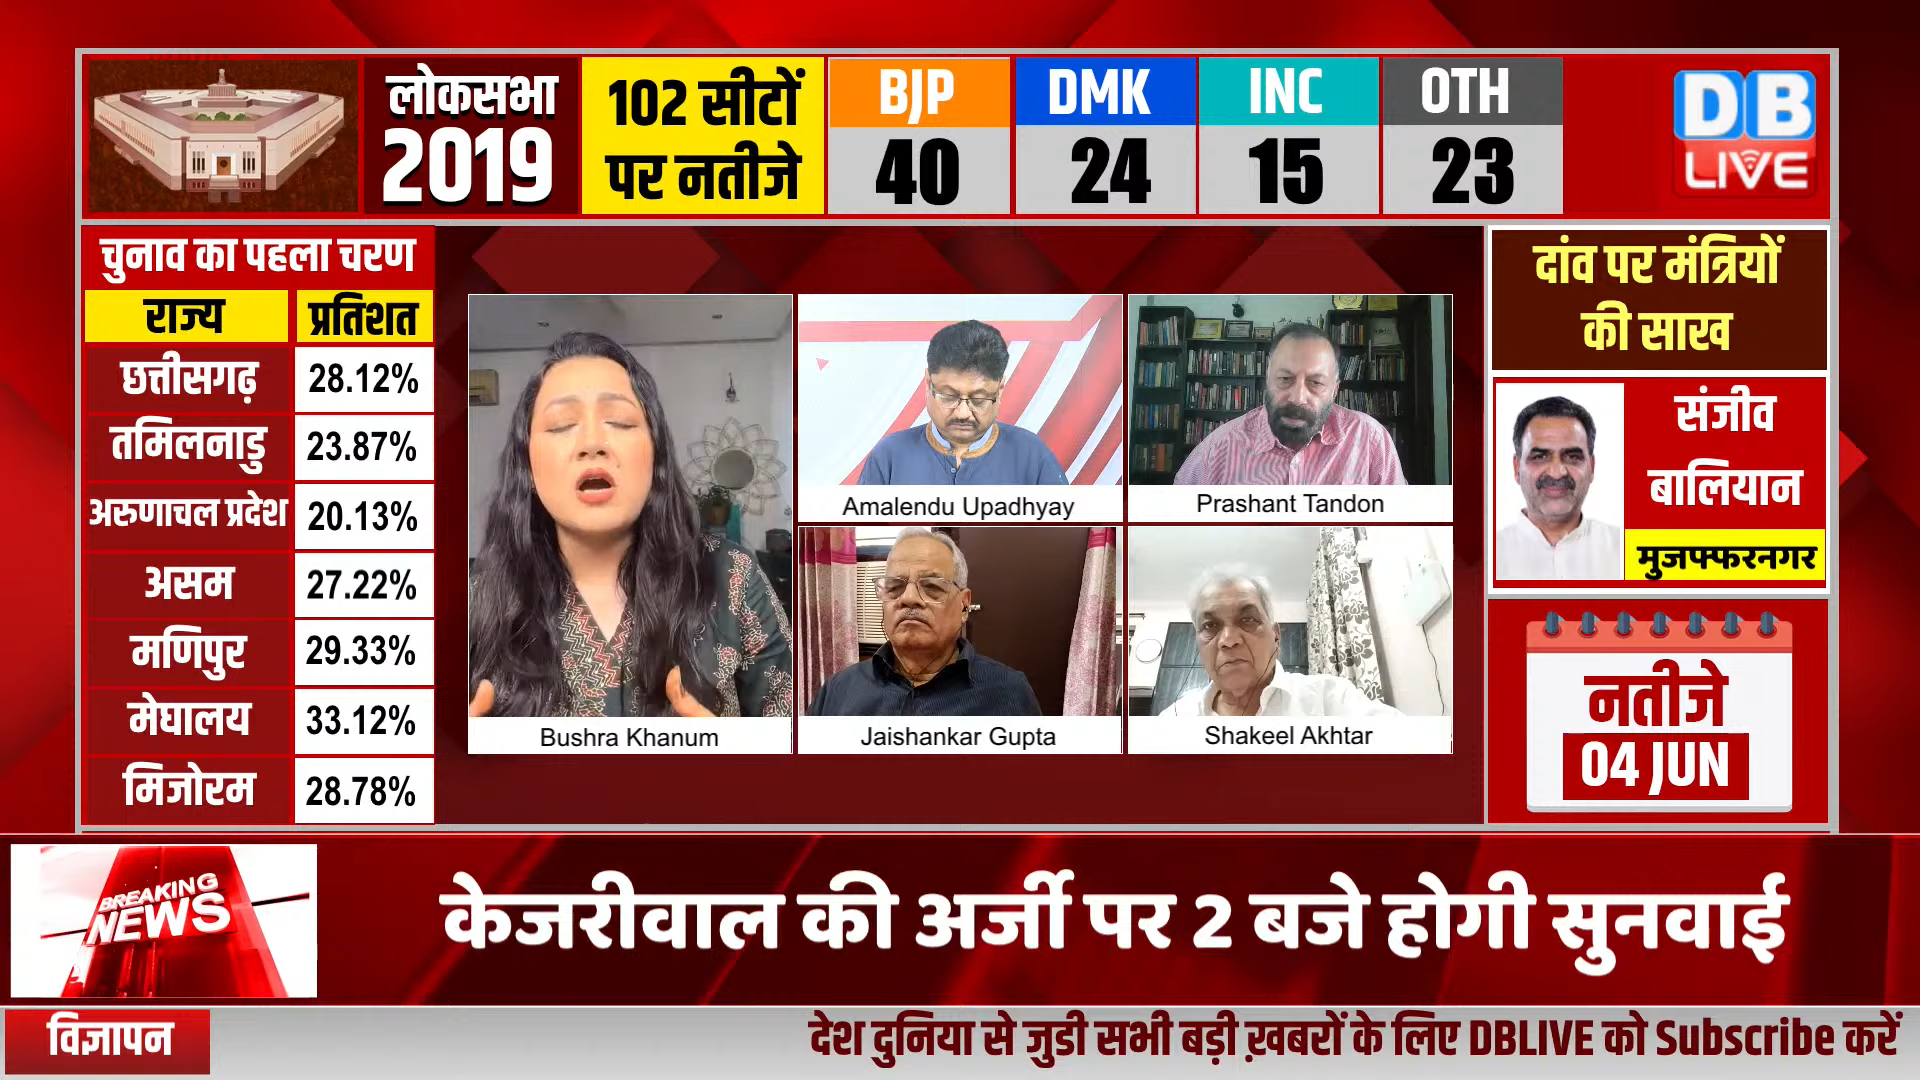 लोकसभा
2019
102 सीटों
पर नतीजे
BJP
40
DMK
24
INC
15
OTH
23
DB
LIVE
चुनाव का पहला चरण
राज्य प्रतिशत
छत्तीसगढ़ 28.12%
तमिलनाडु 23.87%
अरुणाचल प्रदेश 20.13%
असम 27.22%
मणिपुर 29.33%
मेघालय 33.12%
मिजोरम 28.78%
Bushra Khanum
Amalendu Upadhyay
Prashant Tandon
Jaishankar Gupta
Shakeel Akhtar
दांव पर मंत्रियों
की साख
संजीव
बालियान
मुजफ्फरनगर
नतीजे
04 JUN
BREAKING
NEWS
केजरीवाल की अर्जी पर 2 बजे होगी सुनवाई
विज्ञापन
देश दुनिया से जुडी सभी बड़ी ख़बरों के लिए DBLIVE को Subscribe करें